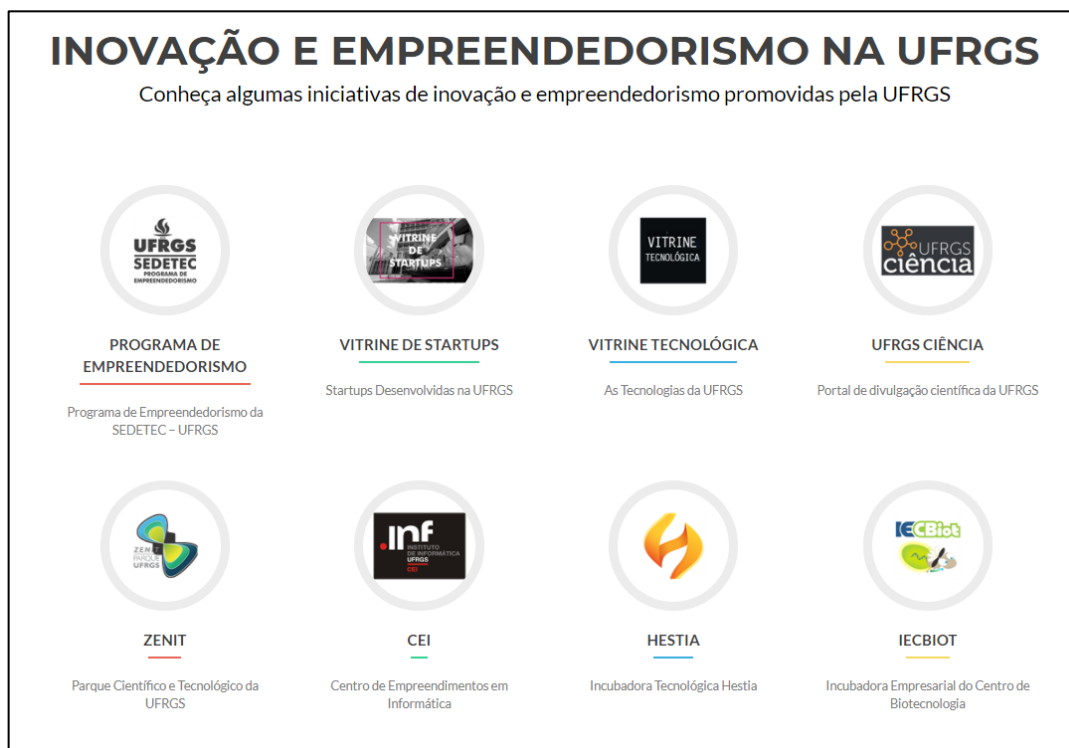 INOVAÇÃO E EMPREENDEDORISMO NA UFRGS
Conheça algumas iniciativas de inovação e empreendedorismo promovidas pela UFRGS
UFRGS
SEDETEC
PROGRAMA DE
EMPREENDEDORISMO
PROGRAMA DE
EMPREENDEDORISMO
Programa de Empreendedorismo da
SEDETEC – UFRGS
VITRINE
DE
STARTUPS
VITRINE DE STARTUPS
Startups Desenvolvidas na UFRGS
VITRINE
TECNOLÓGICA
VITRINE TECNOLÓGICA
As Tecnologias da UFRGS
UFRGS
ciência
UFRGS CIÊNCIA
Portal de divulgação científica da UFRGS
ZENIT
PARQUE
UFRGS
ZENIT
Parque Científico e Tecnológico da
UFRGS
.inf
INSTITUTO
DE INFORMÁTICA
UFRGS
CEI
CEI
Centro de Empreendimentos em
Informática
HESTIA
Incubadora Tecnológica Hestia
IECBiot
IECBIOT
Incubadora Empresarial do Centro de
Biotecnologia